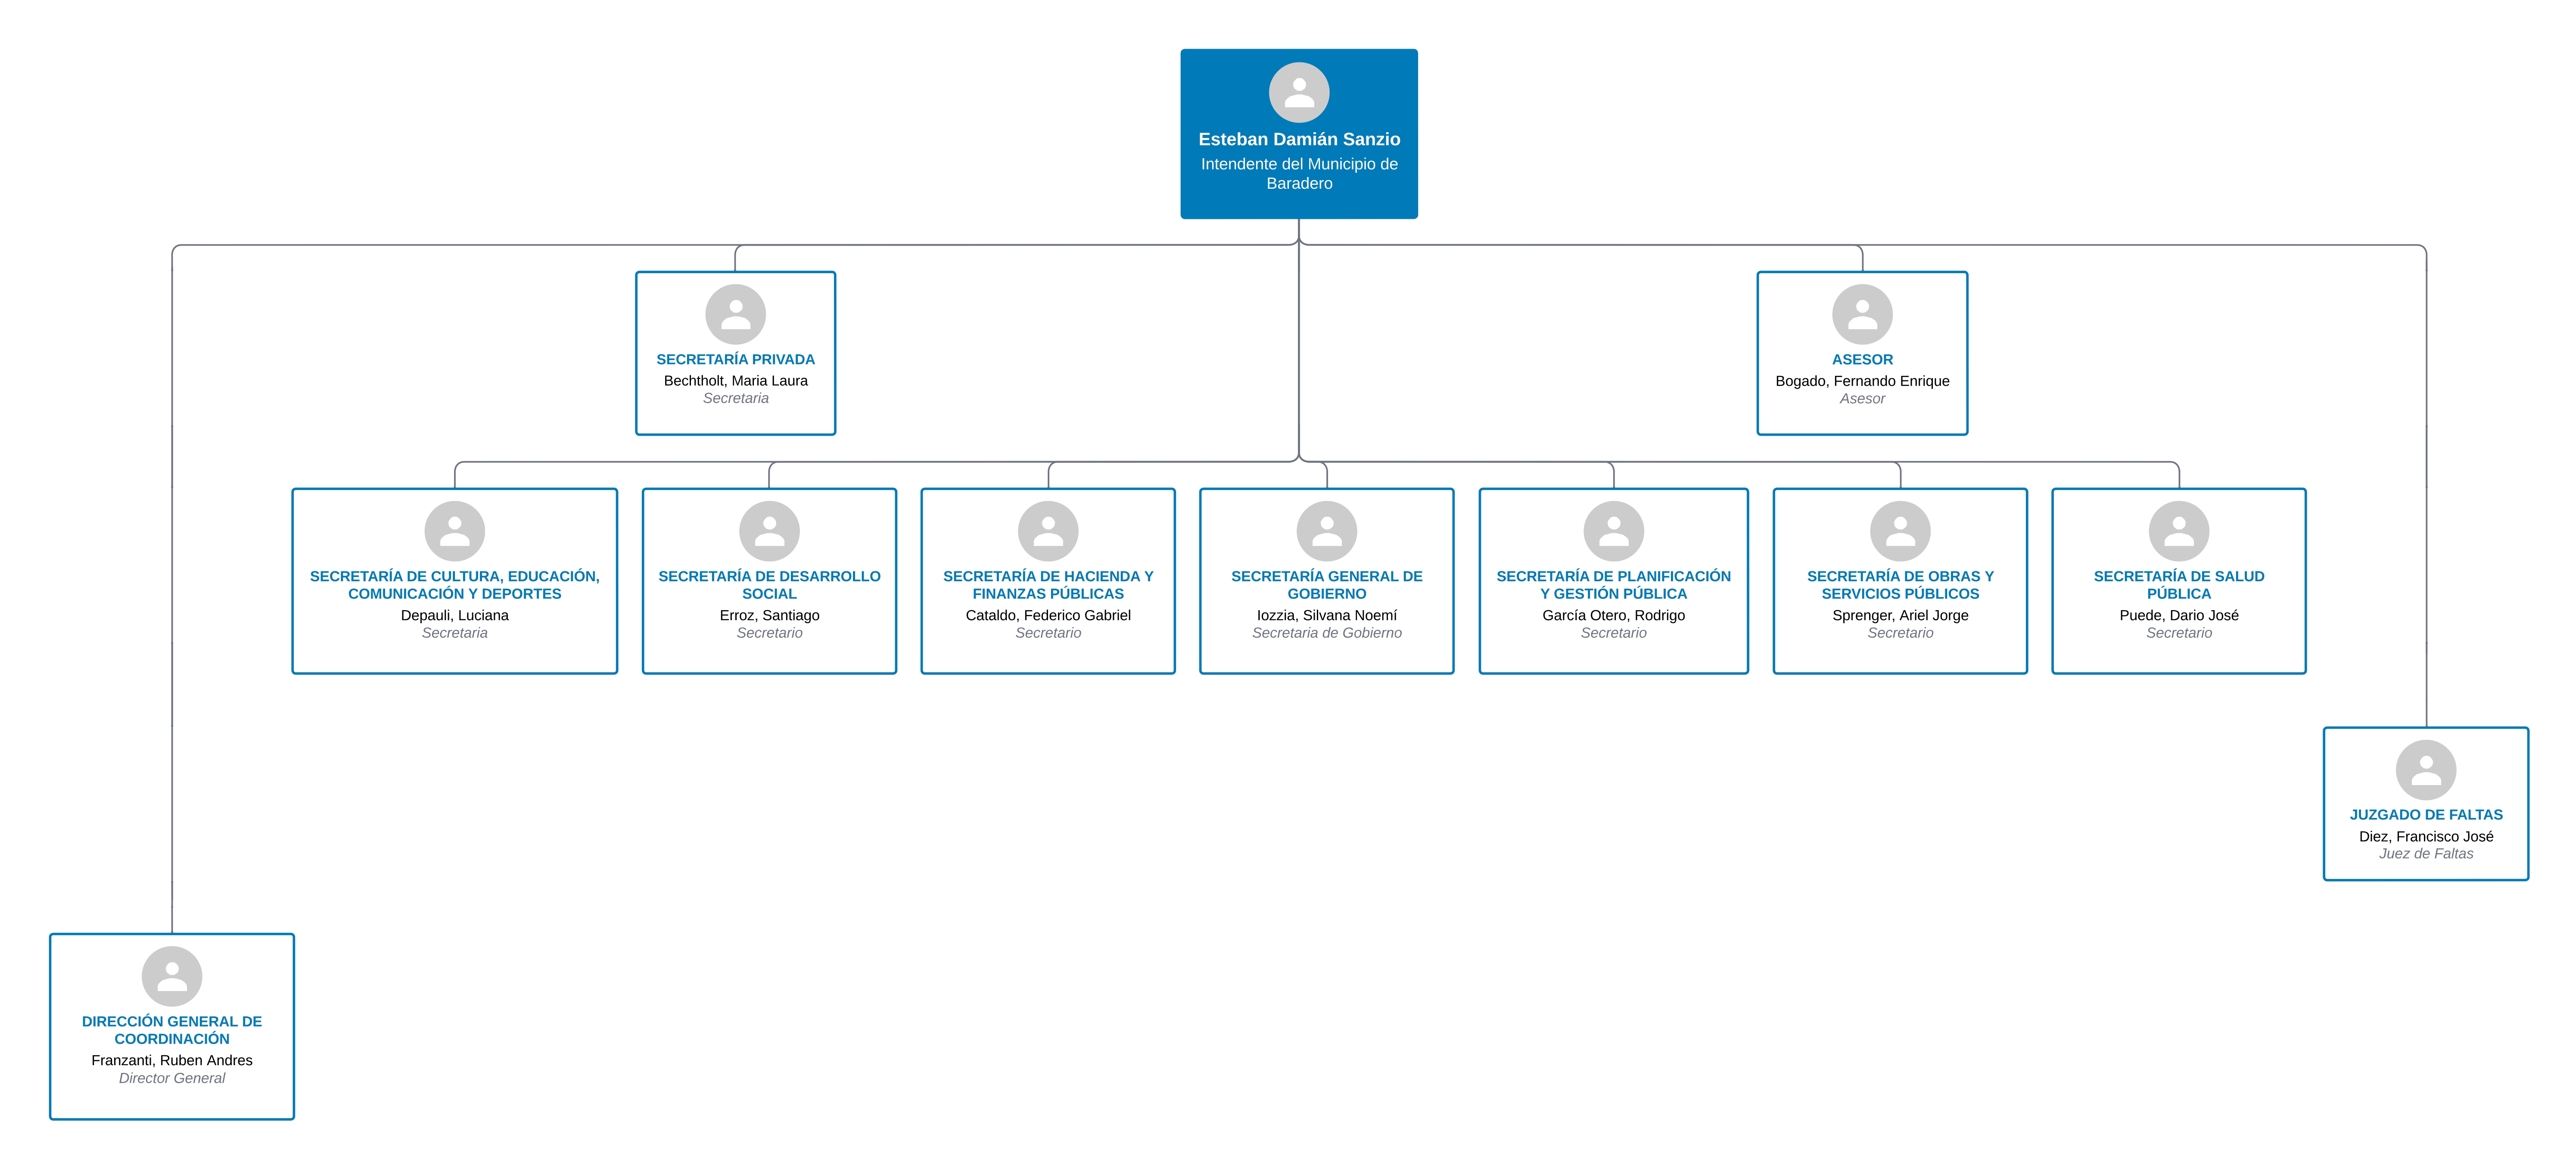 Esteban Damián Sanzio
Intendente del Municipio de
Baradero
SECRETARÍA PRIVADA
Bechtholt, Maria Laura
Secretaria
ASESOR
Bogado, Fernando Enrique
Asesor
SECRETARÍA DE CULTURA, EDUCACIÓN,
COMUNICACIÓN Y DEPORTES
Depauli, Luciana
Secretaria
SECRETARÍA DE DESARROLLO
SOCIAL
Erroz, Santiago
Secretario
SECRETARÍA DE HACIENDA Y
FINANZAS PÚBLICAS
Cataldo, Federico Gabriel
Secretario
SECRETARÍA GENERAL DE
GOBIERNO
Iozzia, Silvana Noemí
Secretaria de Gobierno
SECRETARÍA DE PLANIFICACIÓN
Y GESTIÓN PÚBLICA
García Otero, Rodrigo
Secretario
SECRETARÍA DE OBRAS Y
SERVICIOS PÚBLICOS
Sprenger, Ariel Jorge
Secretario
SECRETARÍA DE SALUD
PÚBLICA
Puede, Dario José
Secretario
JUZGADO DE FALTAS
Diez, Francisco José
Juez de Faltas
DIRECCIÓN GENERAL DE
COORDINACIÓN
Franzanti, Ruben Andres
Director General